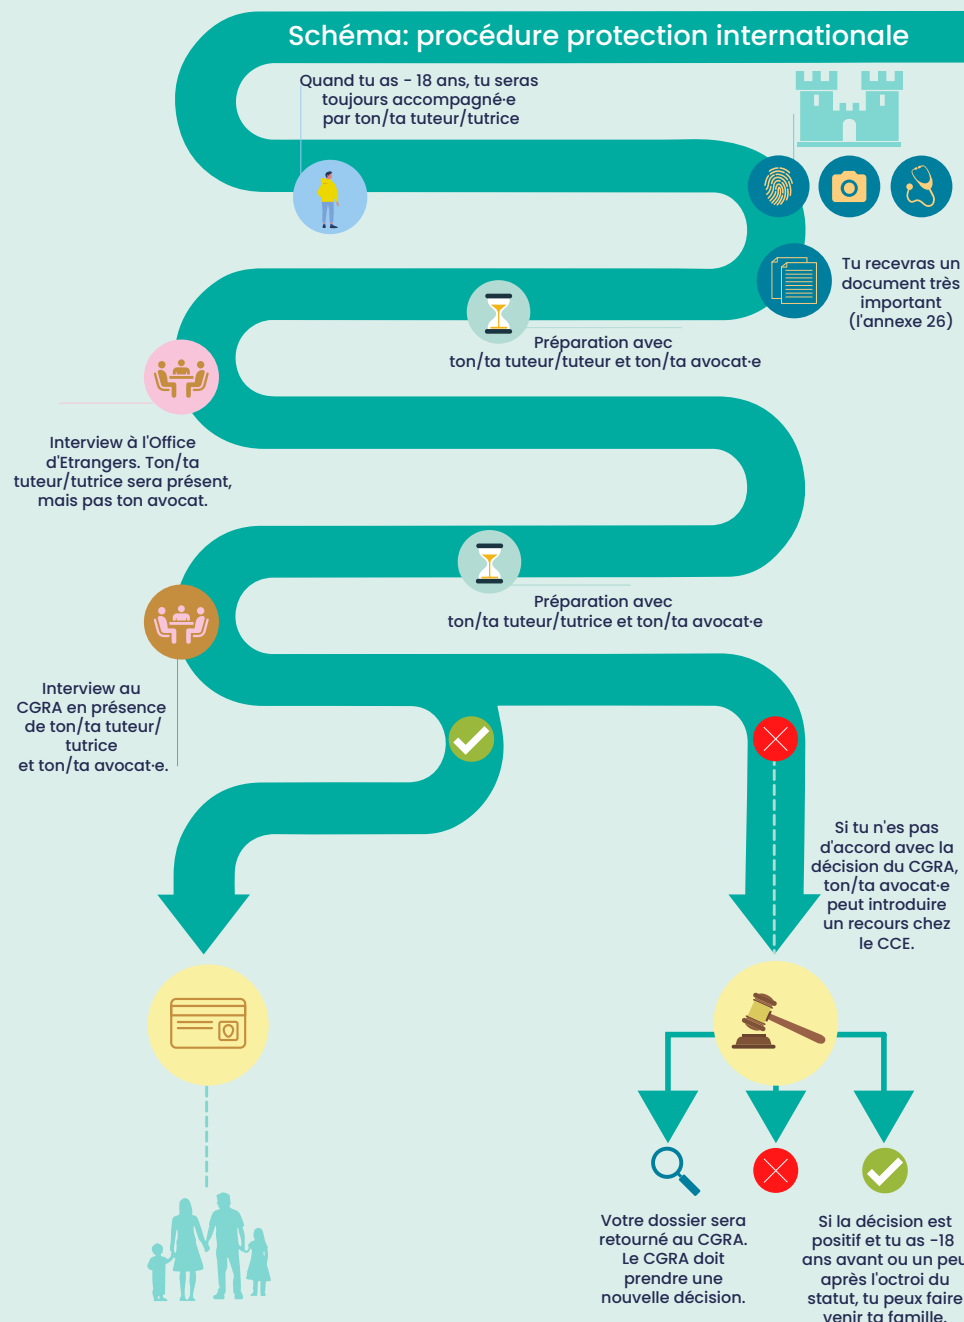 Schéma: procédure protection internationale
Quand tu as - 18 ans, tu seras
toujours accompagné·e
par ton/ta tuteur/tutrice
Tu recevras un
document très
important
(l'annexe 26)
Préparation avec
ton/ta tuteur/tuteur et ton/ta avocat·e
Interview à l'Office
d'Etrangers. Ton/ta
tuteur/tutrice sera présent,
mais pas ton avocat.
Préparation avec
ton/ta tuteur/tutrice et ton/ta avocat·e
Interview au
CGRA en présence
de ton/ta tuteur/
tutrice
et ton/ta avocat·e.
Si tu n'es pas
d'accord avec la
décision du CGRA,
ton/ta avocat·e
peut introduire
un recours chez
le CCE.
Votre dossier sera
retourné au CGRA.
Le CGRA doit
prendre une
nouvelle décision.
Si la décision est
positif et tu as -18
ans avant ou un peu
après l'octroi du
statut, tu peux faire
venir ta famille.